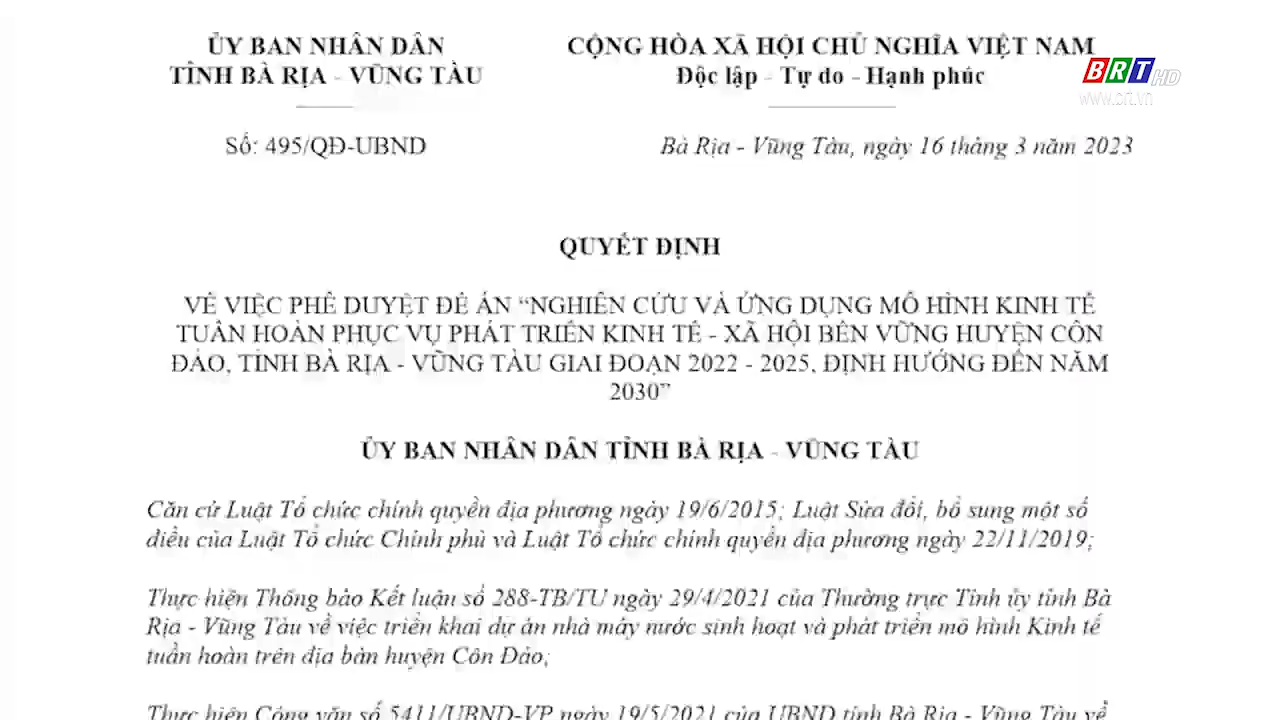 ỦY BAN NHÂN DÂN
TỈNH BÀ RỊA - VŨNG TÀU
CỘNG HÒA XÃ HỘI CHỦ NGHĨA VIỆT NAM
Độc lập - Tự do - Hạnh phúc
BRT HD
www.brt.vn
Số: 495/QĐ-UBND
Bà Rịa - Vũng Tàu, ngày 16 tháng 3 năm 2023
QUYẾT ĐỊNH
VỀ VIỆC PHÊ DUYỆT ĐỀ ÁN “NGHIÊN CỨU VÀ ỨNG DỤNG MÔ HÌNH KINH TẾ
TUẦN HOÀN PHỤC VỤ PHÁT TRIỂN KINH TẾ - XÃ HỘI BỀN VỮNG HUYỆN CÔN
ĐẢO, TỈNH BÀ RỊA - VŨNG TÀU GIAI ĐOẠN 2022 - 2025, ĐỊNH HƯỚNG ĐẾN NĂM
2030”
ỦY BAN NHÂN DÂN TỈNH BÀ RỊA - VŨNG TÀU
Căn cứ Luật Tổ chức chính quyền địa phương ngày 19/6/2015; Luật Sửa đổi, bổ sung một số
điều của Luật Tổ chức Chính phủ và Luật Tổ chức chính quyền địa phương ngày 22/11/2019;
Thực hiện Thông báo Kết luận số 288-TB/TU ngày 29/4/2021 của Thường trực Tỉnh ủy tỉnh Bà
Rịa - Vũng Tàu về việc triển khai dự án nhà máy nước sinh hoạt và phát triển mô hình Kinh tế
tuần hoàn trên địa bàn huyện Côn Đảo;
Thực hiện Công văn số 5411/UBND-VP ngày 19/5/2021 của UBND tỉnh Bà Rịa - Vũng Tàu về